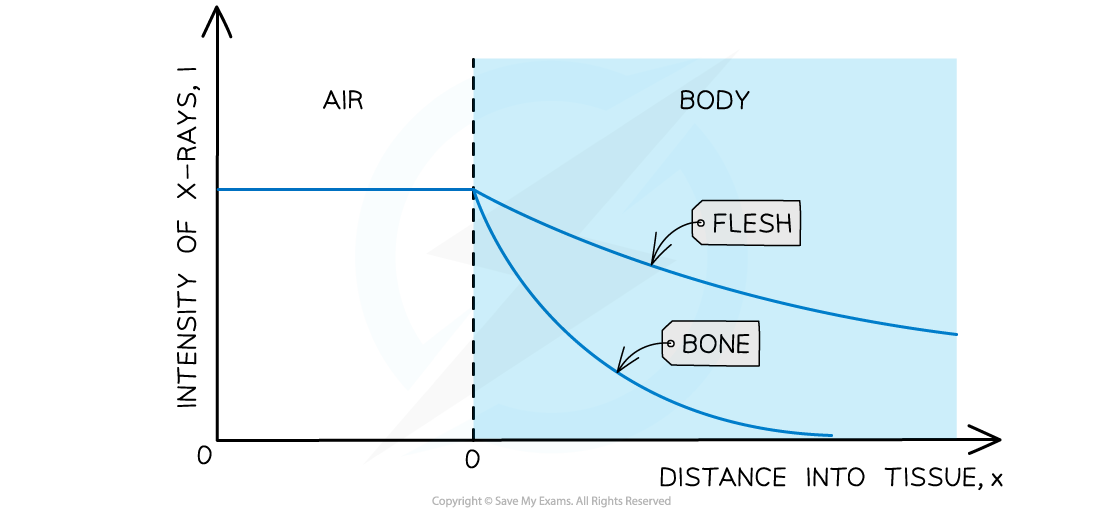 AIR
BODY
INTENSITY OF X-RAYS, I
FLESH
BONE
0
0
DISTANCE INTO TISSUE, x
Copyright © Save My Exams. All Rights Reserved